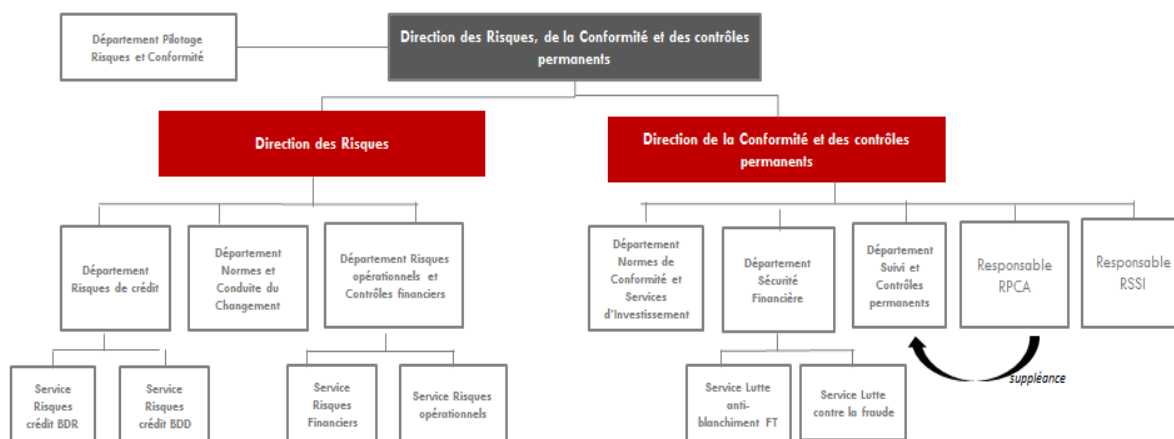 Département Pilotage
Risques et Conformité
Direction des Risques, de la Conformité et des contrôles
permanents
Direction des Risques
Direction de la Conformité et des contrôles
permanents
Département
Risques de crédit
Département
Normes et
Conduite du
Changement
Département Risques
opérationnels et
Contrôles financiers
Département
Normes de
Conformité et
Services
d'Investissement
Département
Sécurité
Financière
Département
Suivi et
Contrôles
permanents
Responsable
RPCA
Responsable
RSSI
suppléance
Service
Risques
crédit BDR
Service
Risques
crédit BDD
Service
Risques
Financiers
Service Risques
opérationnels
Service Lutte
anti-
blanchiment FT
Service Lutte
contre la fraude